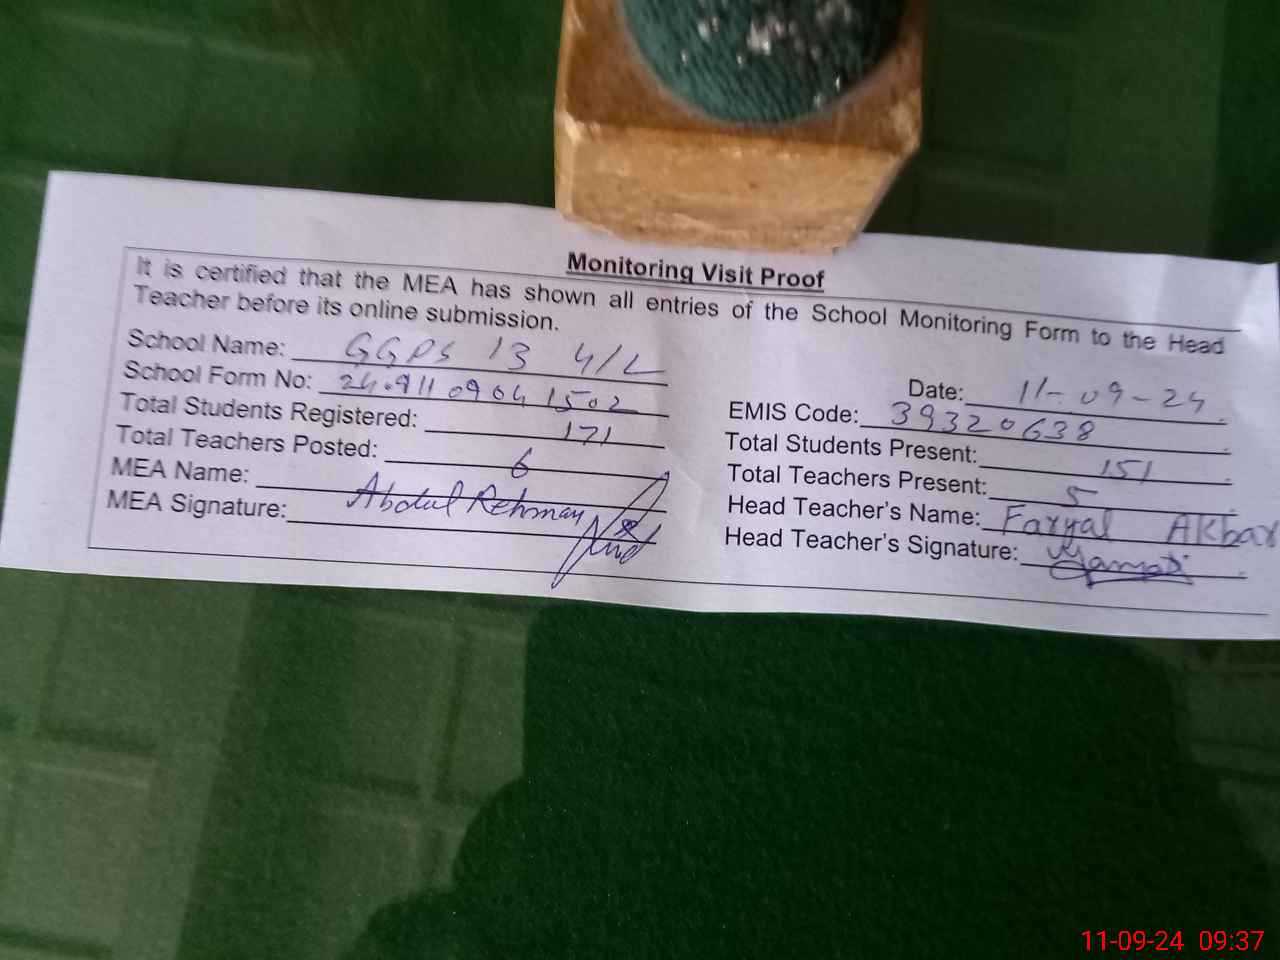 Monitoring Visit Proof
It is certified that the MEA has shown all entries of the School Monitoring Form to the Head
Teacher before its online submission.
School Name: GGPS 13 4/L
Date: 11-09-24
School Form No: 24091109041502
EMIS Code: 39320638
Total Students Registered: 171
Total Students Present: 151
Total Teachers Posted: 6
Total Teachers Present: 5
MEA Name: Abdul Rehman
Head Teacher's Name: Faryal Akbar
MEA Signature:
Head Teacher's Signature:
11-09-24 09:37